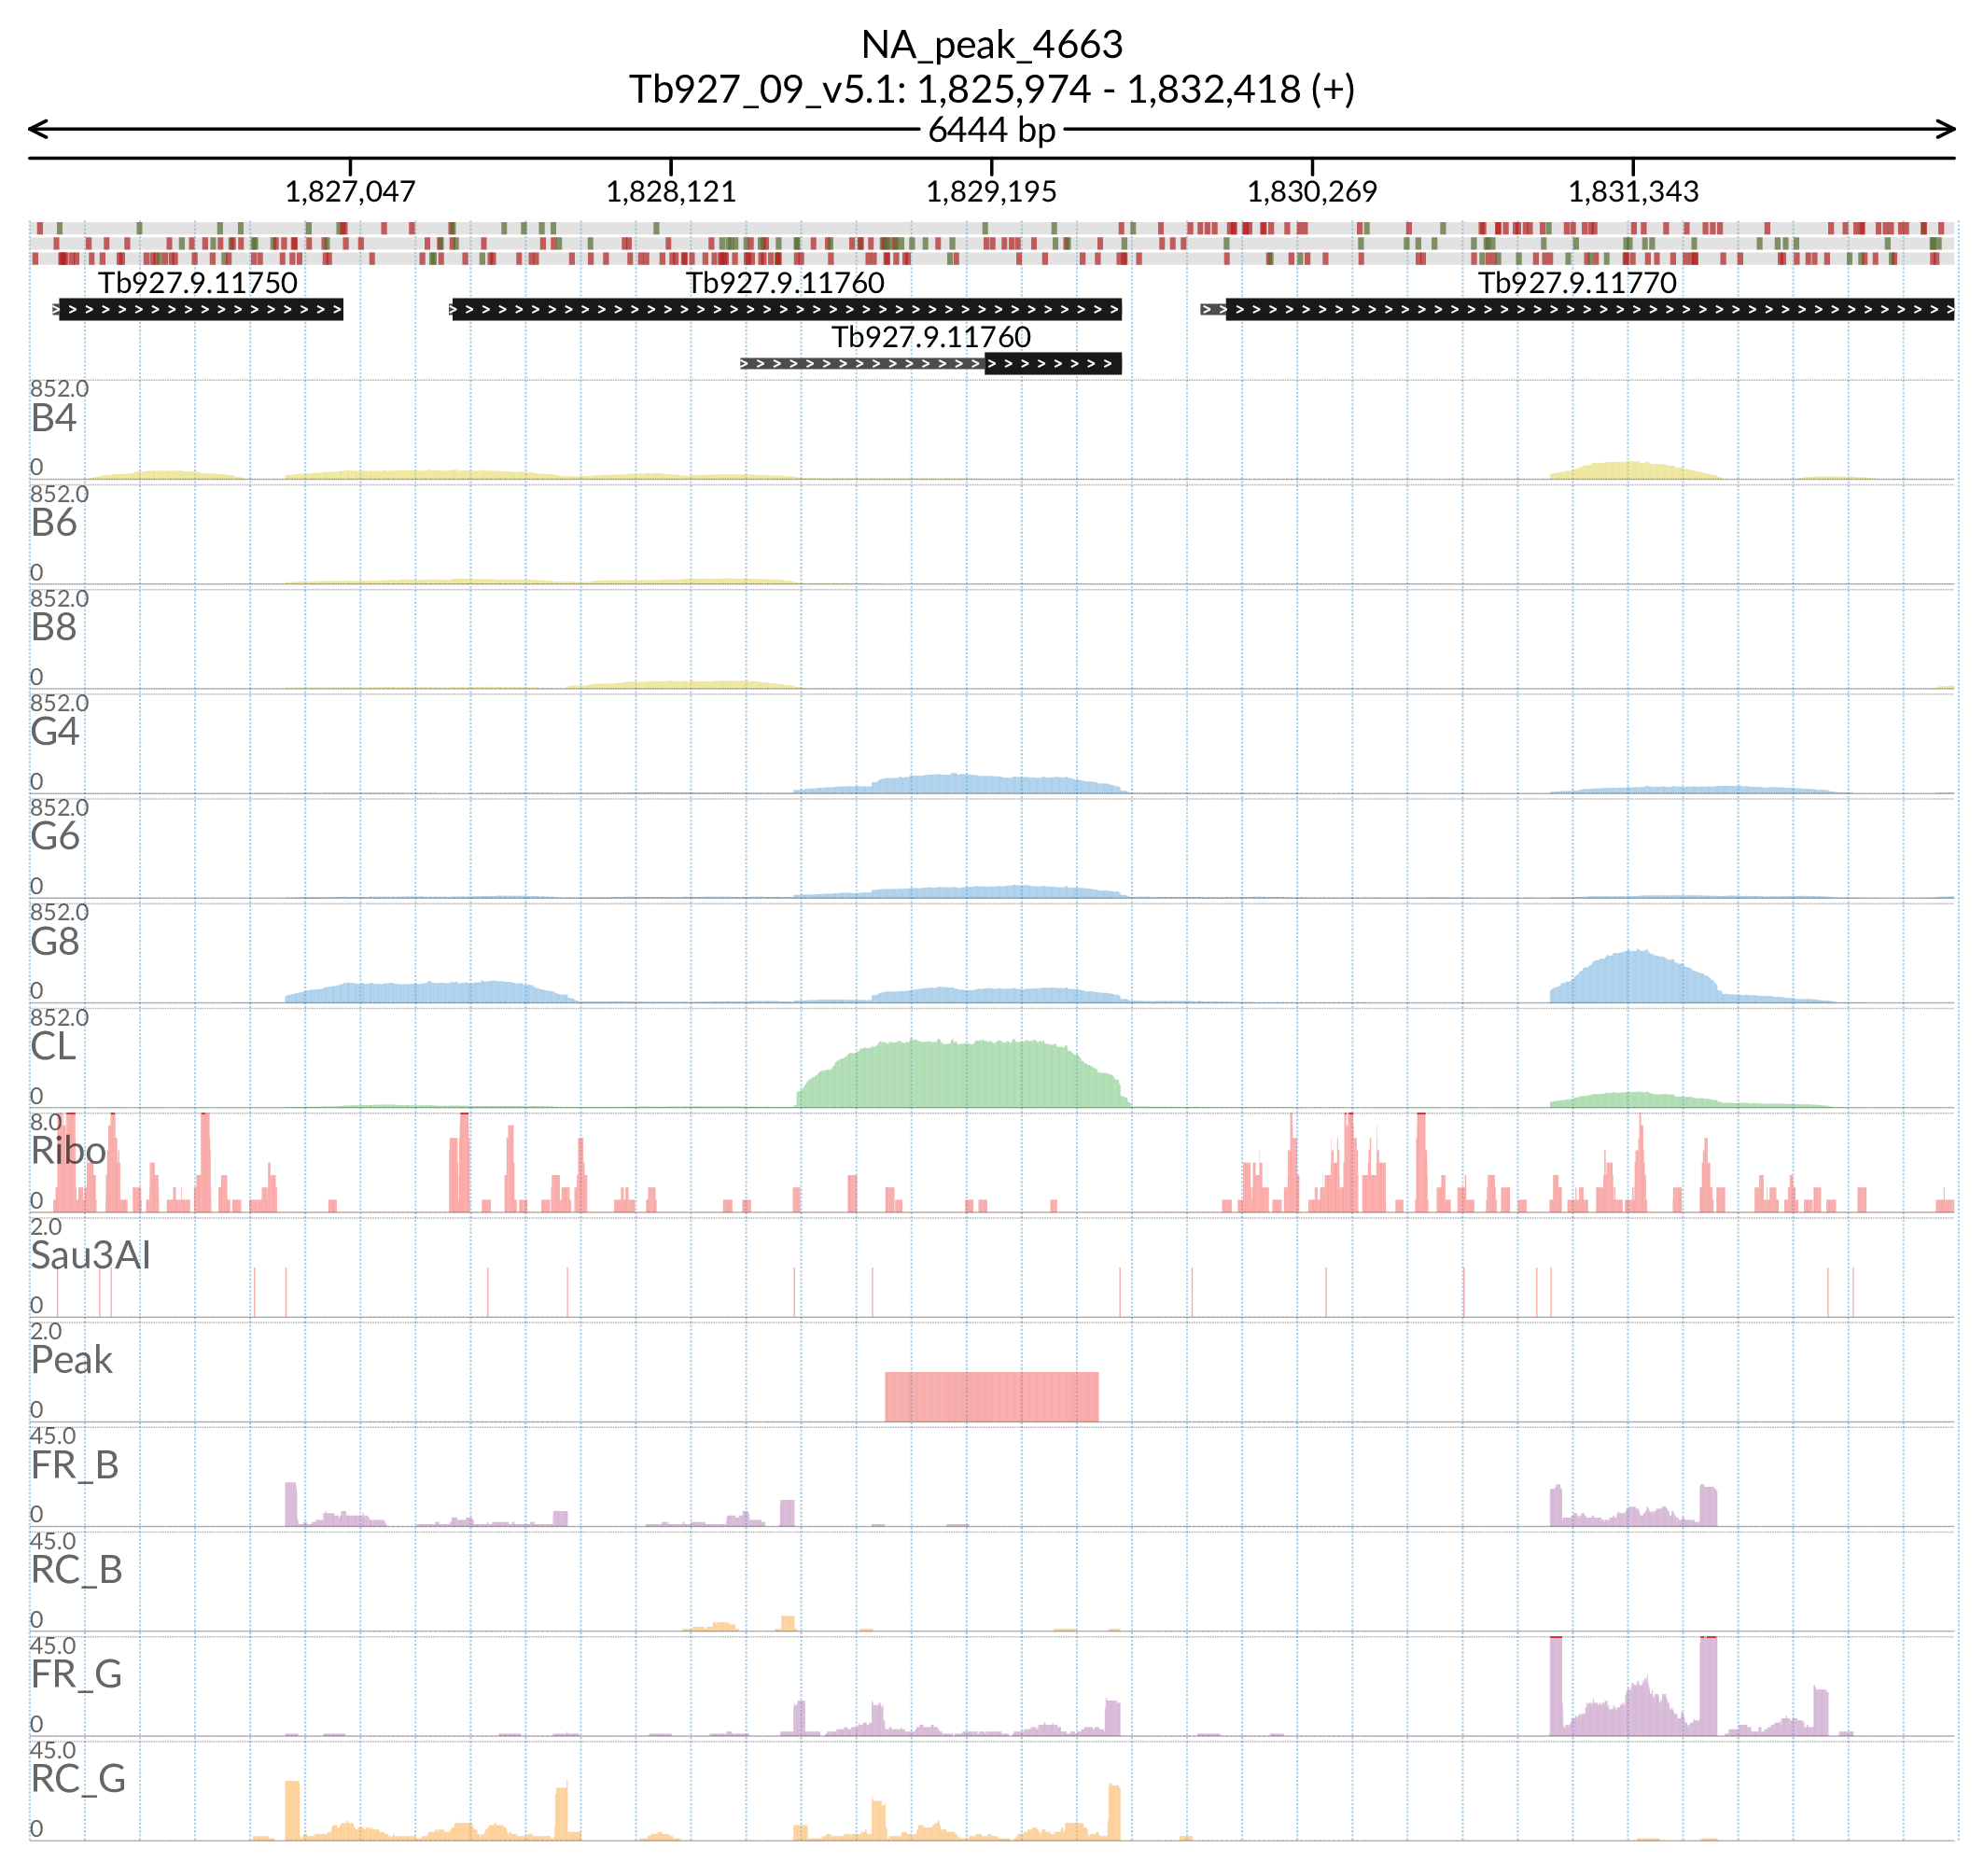 NA_peak_4663
Tb927_09_v5.1: 1,825,974 - 1,832,418 (+)
6444 bp
1,827,047 1,828,121 1,829,195 1,830,269 1,831,343
Tb927.9.11750 Tb927.9.11760 Tb927.9.11770
Tb927.9.11760
852.0
B4
0
852.0
B6
0
852.0
B8
0
852.0
G4
0
852.0
G6
0
852.0
G8
0
852.0
CL
0
8.0
Ribo
0
2.0
Sau3AI
0
2.0
Peak
0
45.0
FR_B
0
45.0
RC_B
0
45.0
FR_G
0
45.0
RC_G
0